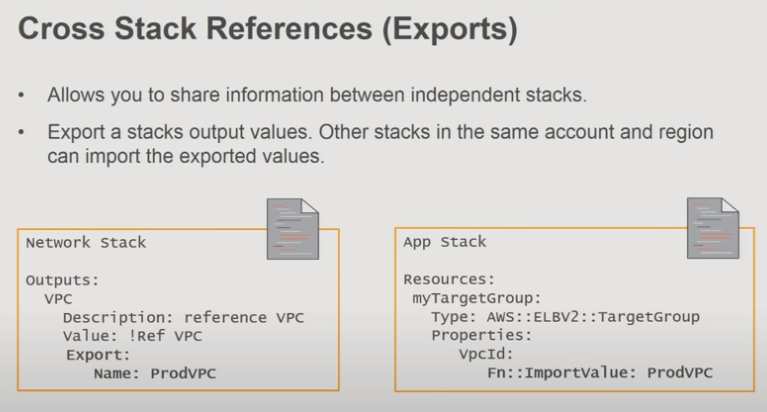 Cross Stack References (Exports)
• Allows you to share information between independent stacks.
• Export a stacks output values. Other stacks in the same account and region
can import the exported values.
Network Stack
Outputs:
VPC
Description: reference VPC
Value: !Ref VPC
Export:
Name: ProdVPC
App Stack
Resources:
myTargetGroup:
Type: AWS::ELBV2::TargetGroup
Properties:
VpcId:
Fn::ImportValue: ProdVPC